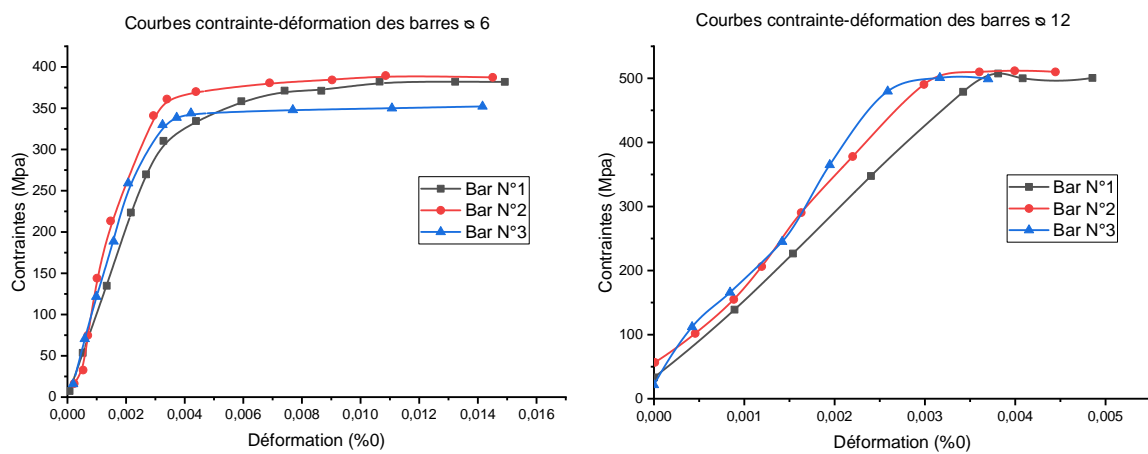 Courbes contrainte-déformation des barres ⦰ 6
400
350
300
250
200
150
100
50
0
Contraintes (Mpa)
Bar N°1
Bar N°2
Bar N°3
0,000 0,002 0,004 0,006 0,008 0,010 0,012 0,014 0,016
Déformation (%0)
Courbes contrainte-déformation des barres ⦰ 12
500
400
300
200
100
0
Contraintes (Mpa)
Bar N°1
Bar N°2
Bar N°3
0,000 0,001 0,002 0,003 0,004 0,005
Déformation (%0)